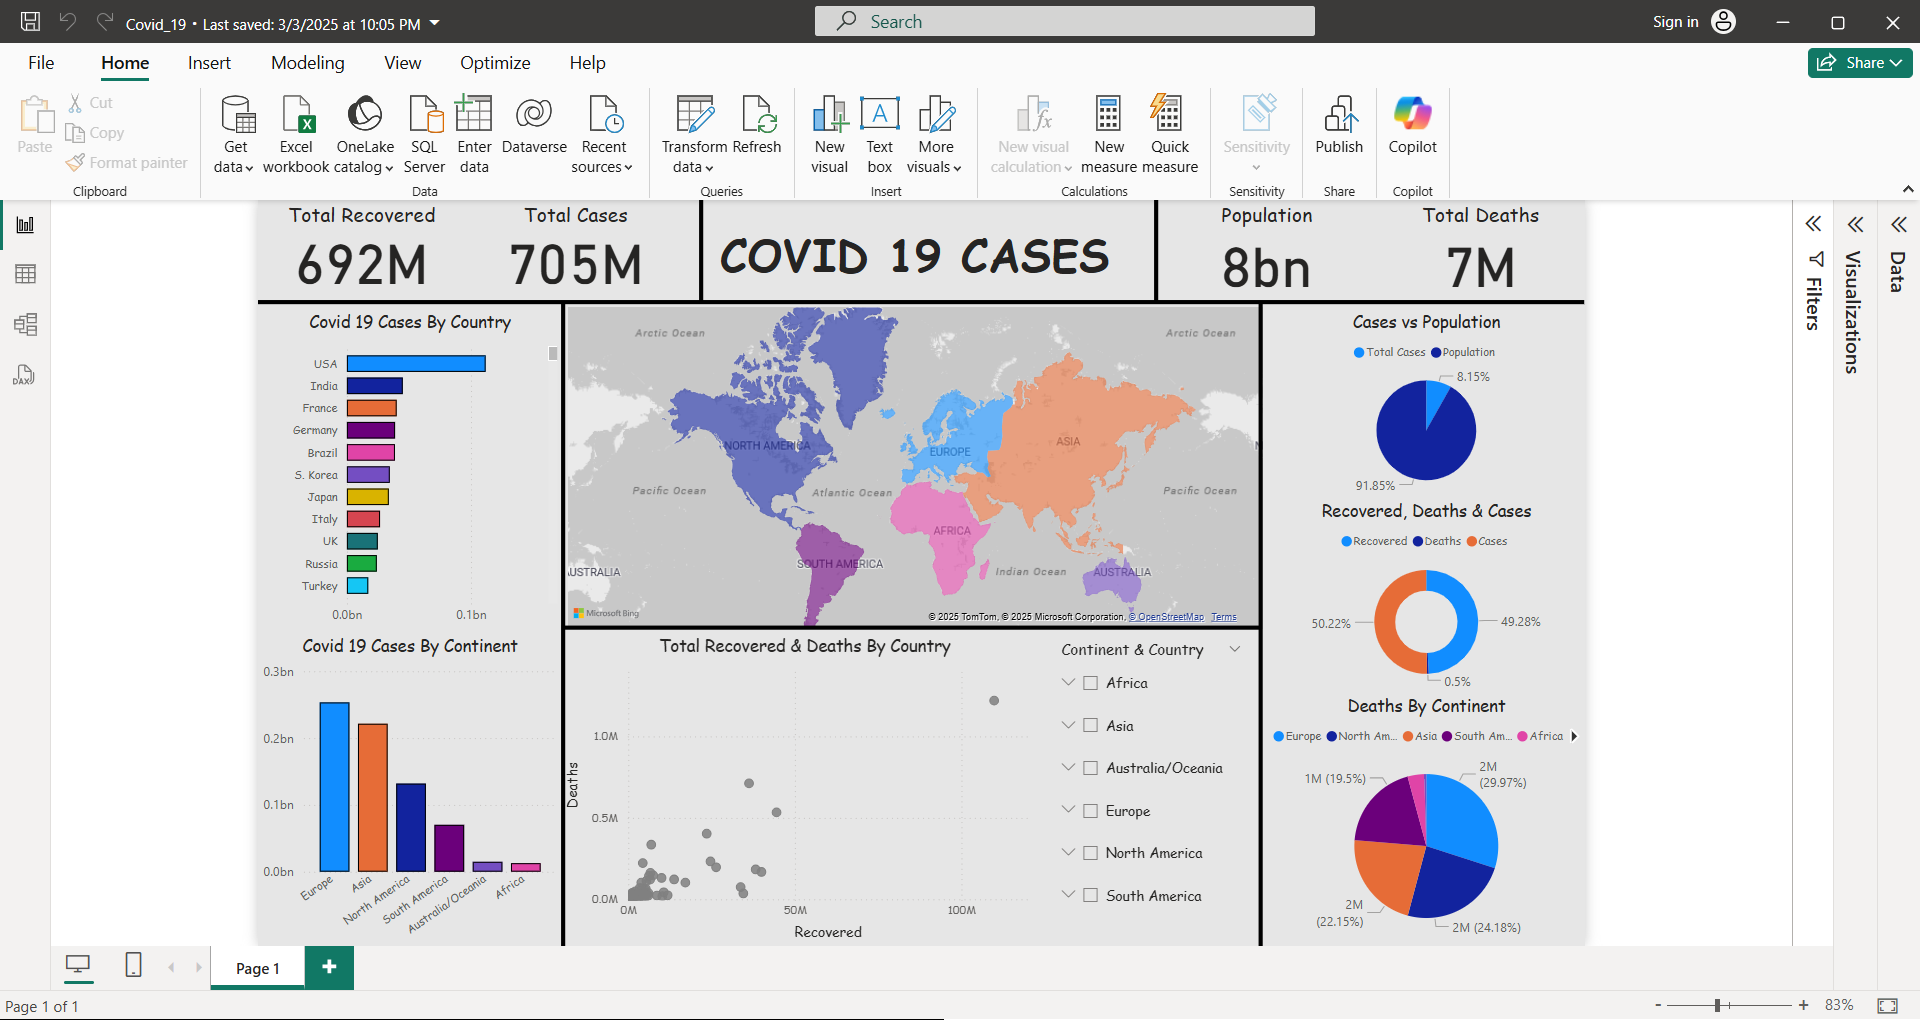 Covid_19 • Last saved: 3/3/2025 at 10:05 PM
Search
Sign in
File Home Insert Modeling View Optimize Help
Share
Paste
Cut
Copy
Format painter
Clipboard
Get data
Excel workbook
OneLake catalog
SQL Server
Enter data
Dataverse
Recent sources
Data
Transform data
Refresh
Queries
New visual
Text box
More visuals
Insert
New visual calculation
New measure
Quick measure
Calculations
Sensitivity
Sensitivity
Publish
Share
Copilot
Copilot
DAX
Total Recovered
692M
Total Cases
705M
COVID 19 CASES
Population
8bn
Total Deaths
7M
Filters
Visualizations
Data
Covid 19 Cases By Country
USA
India
France
Germany
Brazil
S. Korea
Japan
Italy
UK
Russia
Turkey
0.0bn 0.1bn
Arctic Ocean
Arctic Ocean
NORTH AMERICA
EUROPE
ASIA
Pacific Ocean
Atlantic Ocean
Pacific Ocean
AFRICA
SOUTH AMERICA
Indian Ocean
USTRALIA
AUSTRALIA
Microsoft Bing
© 2025 TomTom, © 2025 Microsoft Corporation, © OpenStreetMap Terms
Cases vs Population
Total Cases Population
8.15%
91.85%
Recovered, Deaths & Cases
Recovered Deaths Cases
50.22%
49.28%
0.5%
Covid 19 Cases By Continent
0.3bn
0.2bn
0.1bn
0.0bn
Europe
Asia
North America
South America
Australia/Oceania
Africa
Total Recovered & Deaths By Country
Deaths
1.0M
0.5M
0.0M
0M 50M 100M
Recovered
Continent & Country
Africa
Asia
Australia/Oceania
Europe
North America
South America
Deaths By Continent
Europe North Am... Asia South Am... Africa
2M
(29.97%)
1M (19.5%)
2M
(22.15%)
2M (24.18%)
Page 1
Page 1 of 1
- + 83%